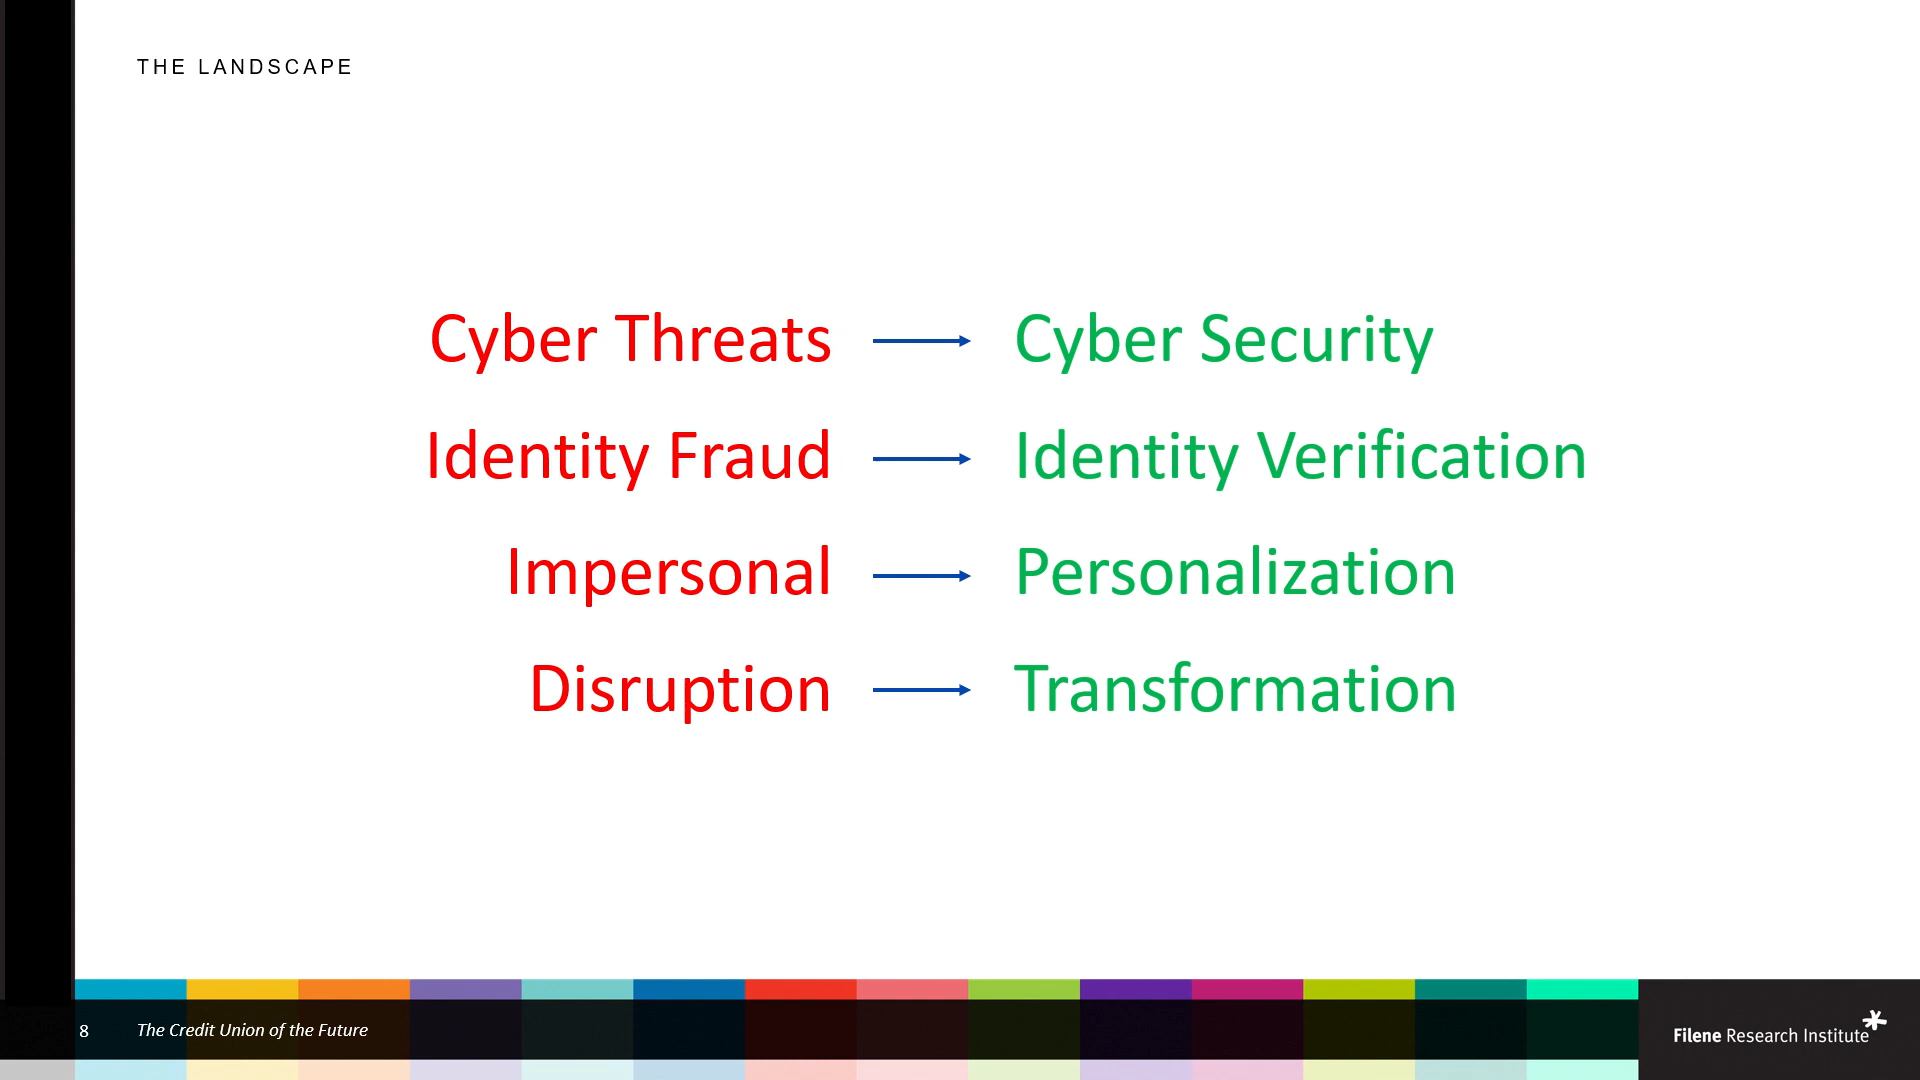 THE LANDSCAPE
Cyber Threats Cyber Security
Identity Fraud Identity Verification
Impersonal Personalization
Disruption Transformation
8 The Credit Union of the Future
Filene Research Institute